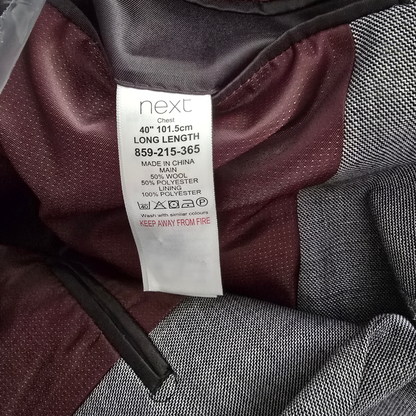 next
Chest
40" 101.5cm
LONG LENGTH
859-215-365
MADE IN CHINA
MAIN
50% WOOL
50% POLYESTER
LINING
100% POLYESTER
40 P
Wash with similar colours
KEEP AWAY FROM FIRE